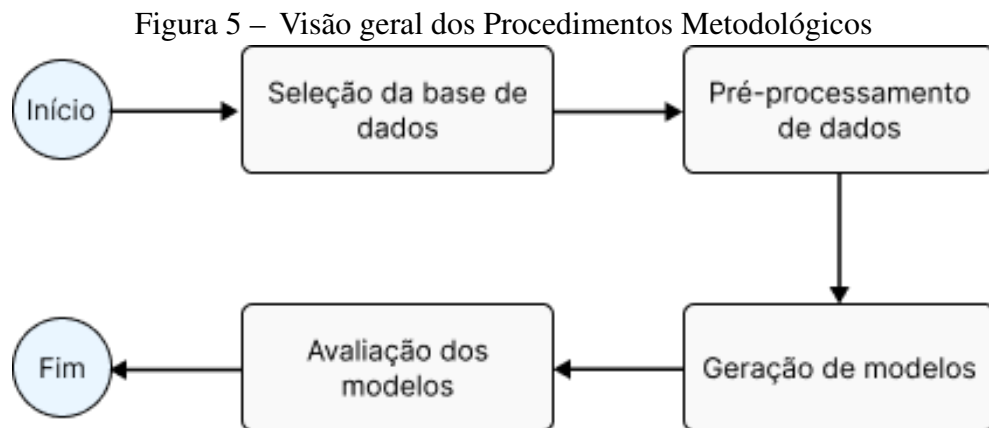 Figura 5 – Visão geral dos Procedimentos Metodológicos
Início
Seleção da base de
dados
Pré-processamento
de dados
Geração de modelos
Avaliação dos
modelos
Fim